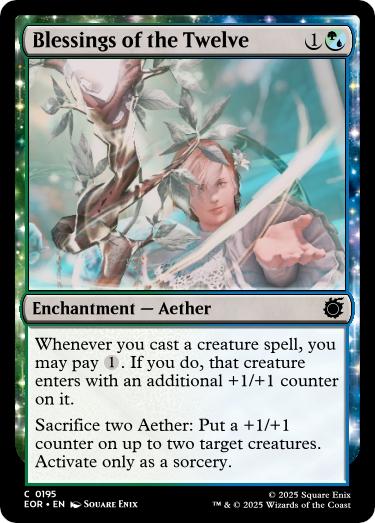 Blessings of the Twelve 1
Enchantment — Aether
Whenever you cast a creature spell, you
may pay 1. If you do, that creature
enters with an additional +1/+1 counter
on it.
Sacrifice two Aether: Put a +1/+1
counter on up to two target creatures.
Activate only as a sorcery.
C 0195
EOR • EN SQUARE ENIX
© 2025 Square Enix
™ & © 2025 Wizards of the Coast